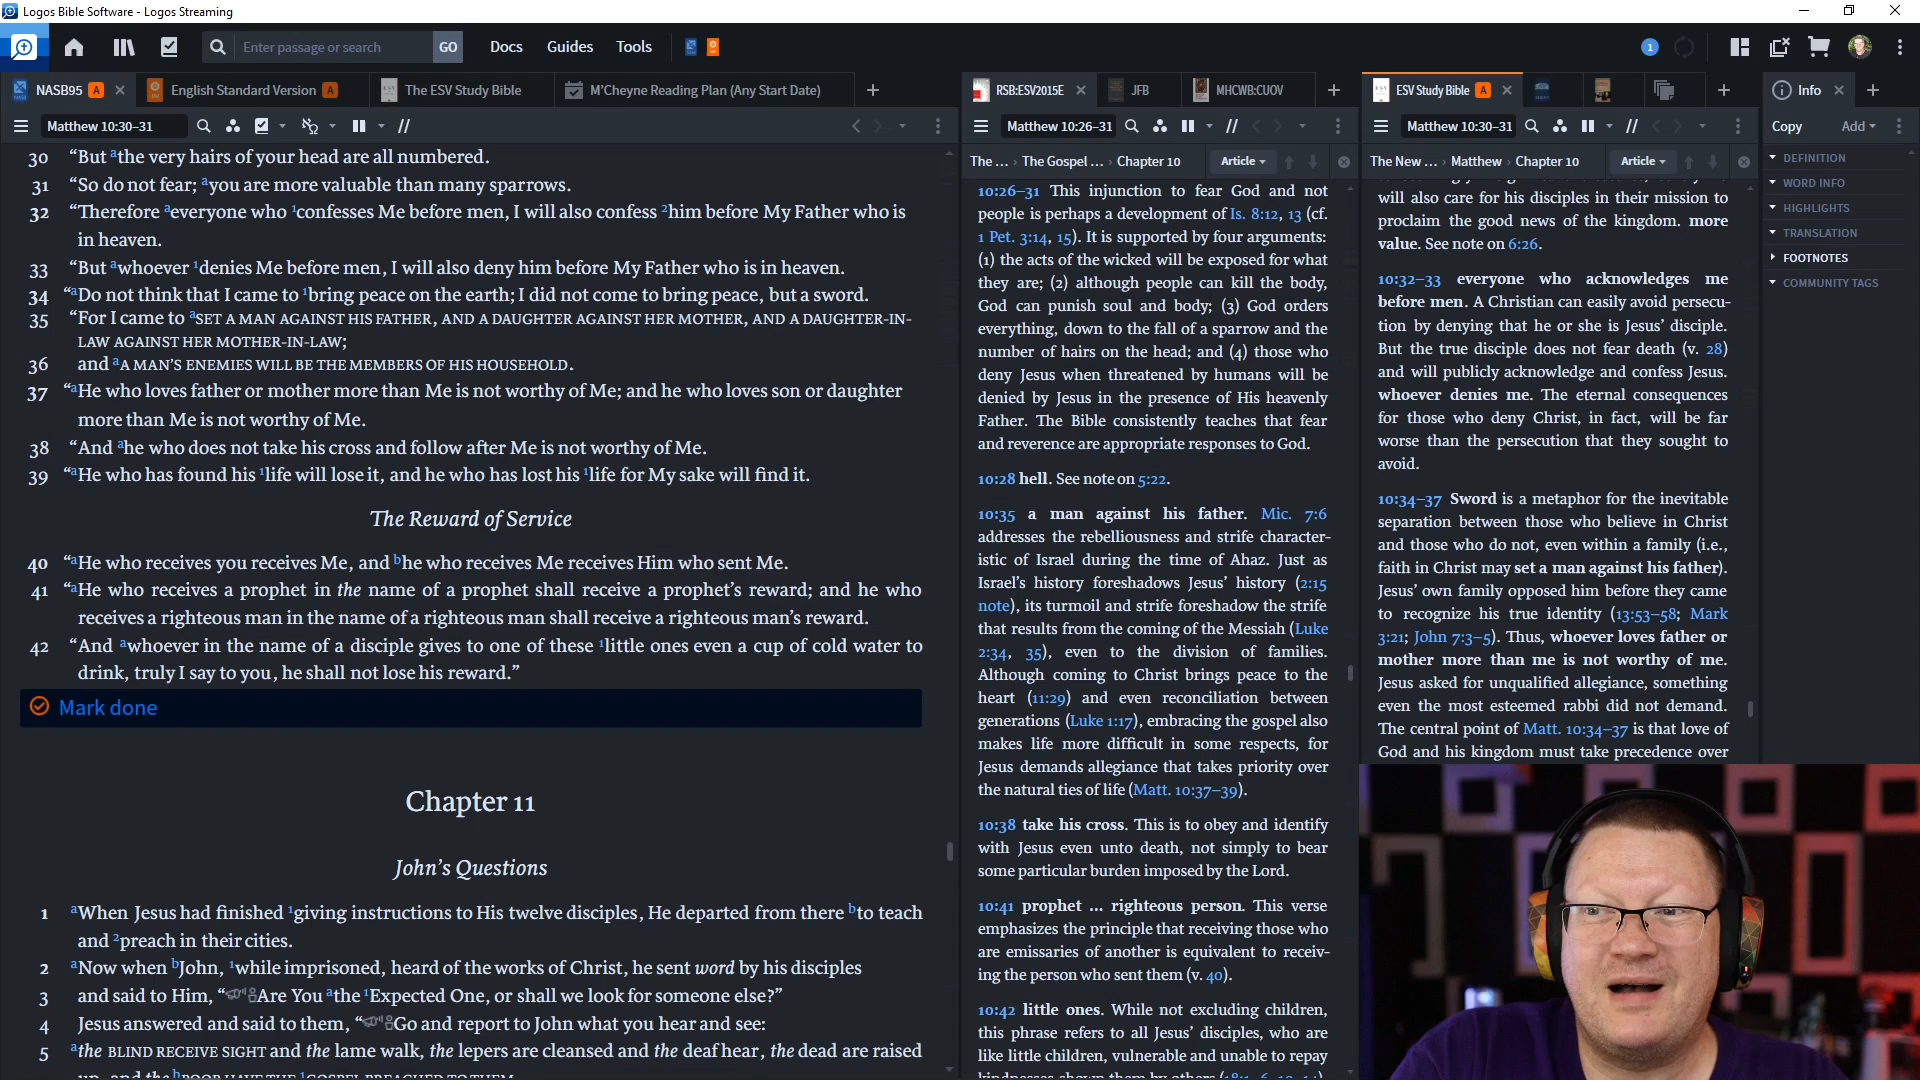 Logos Bible Software - Logos Streaming
Enter passage or search
GO
Docs
Guides
Tools
1
NASB95 A
English Standard Version A
The ESV Study Bible
M'Cheyne Reading Plan (Any Start Date)
Matthew 10:30–31
30 "But ᵃthe very hairs of your head are all numbered.
31 "So do not fear; ᵃyou are more valuable than many sparrows.
32 "Therefore ᵃeveryone who ¹confesses Me before men, I will also confess ²him before My Father who is
in heaven.
33 "But ᵃwhoever ¹denies Me before men, I will also deny him before My Father who is in heaven.
34 "ᵃDo not think that I came to ¹bring peace on the earth; I did not come to bring peace, but a sword.
35 "For I came to ᵃSET A MAN AGAINST HIS FATHER, AND A DAUGHTER AGAINST HER MOTHER, AND A DAUGHTER-IN-
LAW AGAINST HER MOTHER-IN-LAW;
36 and ᵃA MAN'S ENEMIES WILL BE THE MEMBERS OF HIS HOUSEHOLD.
37 "ᵃHe who loves father or mother more than Me is not worthy of Me; and he who loves son or daughter
more than Me is not worthy of Me.
38 "And ᵃhe who does not take his cross and follow after Me is not worthy of Me.
39 "ᵃHe who has found his ¹life will lose it, and he who has lost his ¹life for My sake will find it.
The Reward of Service
40 "ᵃHe who receives you receives Me, and ᵇhe who receives Me receives Him who sent Me.
41 "ᵃHe who receives a prophet in the name of a prophet shall receive a prophet's reward; and he who
receives a righteous man in the name of a righteous man shall receive a righteous man's reward.
42 "And ᵃwhoever in the name of a disciple gives to one of these ¹little ones even a cup of cold water to
drink, truly I say to you, he shall not lose his reward."
Mark done
Chapter 11
John's Questions
1 ᵃWhen Jesus had finished ¹giving instructions to His twelve disciples, He departed from there ᵇto teach
and ²preach in their cities.
2 ᵃNow when ᵇJohn, ¹while imprisoned, heard of the works of Christ, he sent word by his disciples
3 and said to Him, "Are You ᵃthe ¹Expected One, or shall we look for someone else?"
4 Jesus answered and said to them, "Go and report to John what you hear and see:
5 ᵃthe BLIND RECEIVE SIGHT and the lame walk, the lepers are cleansed and the deaf hear, the dead are raised
up, and the ᵇPOOR HAVE THE ¹GOSPEL PREACHED TO THEM.
RSB:ESV2015E
JFB
MHCWB:CUOV
Matthew 10:26–31
The ... › The Gospel ... › Chapter 10
Article
10:26–31 This injunction to fear God and not
people is perhaps a development of Is. 8:12, 13 (cf.
1 Pet. 3:14, 15). It is supported by four arguments:
(1) the acts of the wicked will be exposed for what
they are; (2) although people can kill the body,
God can punish soul and body; (3) God orders
everything, down to the fall of a sparrow and the
number of hairs on the head; and (4) those who
deny Jesus when threatened by humans will be
denied by Jesus in the presence of His heavenly
Father. The Bible consistently teaches that fear
and reverence are appropriate responses to God.
10:28 hell. See note on 5:22.
10:35 a man against his father. Mic. 7:6
addresses the rebelliousness and strife character-
istic of Israel during the time of Ahaz. Just as
Israel's history foreshadows Jesus' history (2:15
note), its turmoil and strife foreshadow the strife
that results from the coming of the Messiah (Luke
2:34, 35), even to the division of families.
Although coming to Christ brings peace to the
heart (11:29) and even reconciliation between
generations (Luke 1:17), embracing the gospel also
makes life more difficult in some respects, for
Jesus demands allegiance that takes priority over
the natural ties of life (Matt. 10:37–39).
10:38 take his cross. This is to obey and identify
with Jesus even unto death, not simply to bear
some particular burden imposed by the Lord.
10:41 prophet ... righteous person. This verse
emphasizes the principle that receiving those who
are emissaries of another is equivalent to receiv-
ing the person who sent them (v. 40).
10:42 little ones. While not excluding children,
this phrase refers to all Jesus' disciples, who are
like little children, vulnerable and unable to repay
kindnesses shown them by others
ESV Study Bible A
Matthew 10:30–31
The New ... › Matthew › Chapter 10
Article
will also care for his disciples in their mission to
proclaim the good news of the kingdom. more
value. See note on 6:26.
10:32–33 everyone who acknowledges me
before men. A Christian can easily avoid persecu-
tion by denying that he or she is Jesus' disciple.
But the true disciple does not fear death (v. 28)
and will publicly acknowledge and confess Jesus.
whoever denies me. The eternal consequences
for those who deny Christ, in fact, will be far
worse than the persecution that they sought to
avoid.
10:34–37 Sword is a metaphor for the inevitable
separation between those who believe in Christ
and those who do not, even within a family (i.e.,
faith in Christ may set a man against his father).
Jesus' own family opposed him before they came
to recognize his true identity (13:53–58; Mark
3:21; John 7:3–5). Thus, whoever loves father or
mother more than me is not worthy of me.
Jesus asked for unqualified allegiance, something
even the most esteemed rabbi did not demand.
The central point of Matt. 10:34–37 is that love of
God and his kingdom must take precedence over
Info
Copy
Add
DEFINITION
WORD INFO
HIGHLIGHTS
TRANSLATION
FOOTNOTES
COMMUNITY TAGS